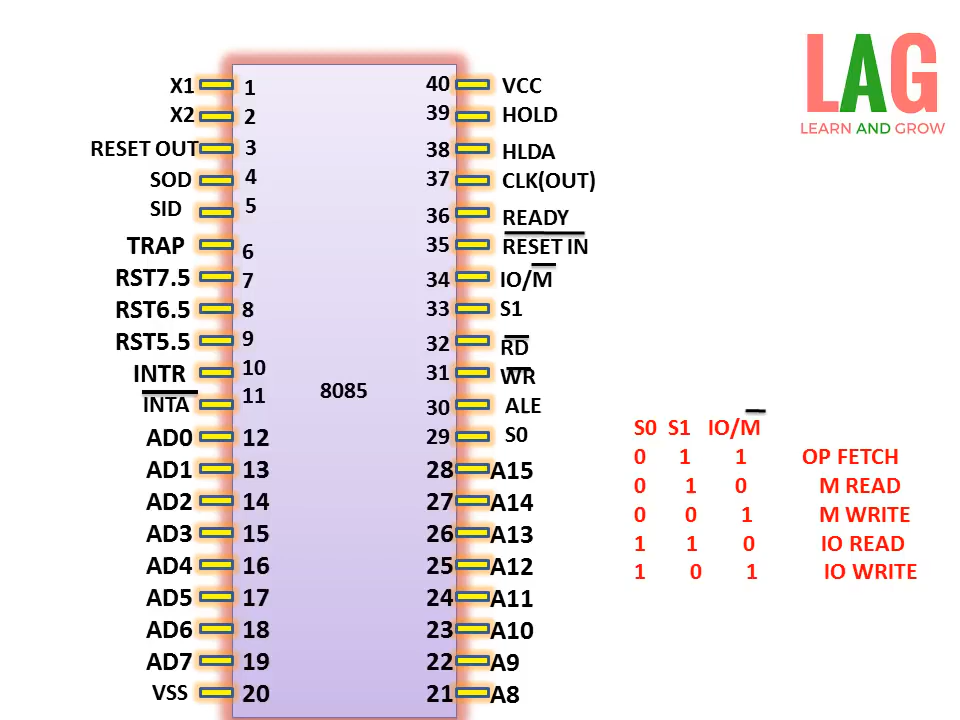 LAG
LEARN AND GROW
X1 1 40 VCC
X2 2 39 HOLD
RESET OUT 3 38 HLDA
SOD 4 37 CLK(OUT)
SID 5 36 READY
TRAP 6 35 R̅E̅S̅E̅T̅ ̅I̅N̅
RST7.5 7 34 IO/M̅
RST6.5 8 33 S1
RST5.5 9 32 R̅D̅
INTR 10 31 W̅R̅
I̅N̅T̅A̅ 11 30 ALE
AD0 12 29 S0
AD1 13 28 A15
AD2 14 27 A14
AD3 15 26 A13
AD4 16 25 A12
AD5 17 24 A11
AD6 18 23 A10
AD7 19 22 A9
VSS 20 21 A8
8085
S0 S1 IO/M̅
0 1 1 OP FETCH
0 1 0 M READ
0 0 1 M WRITE
1 1 0 IO READ
1 0 1 IO WRITE